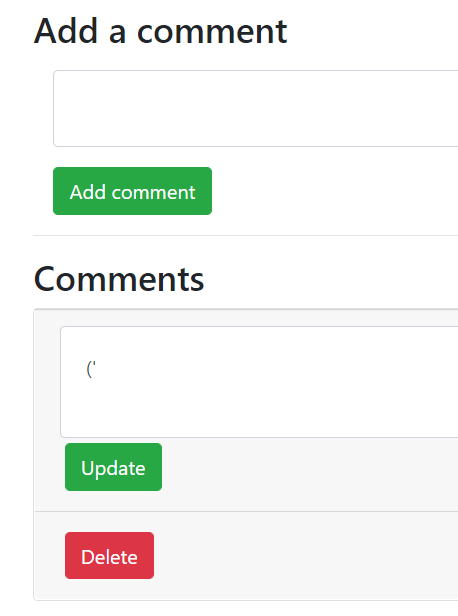 Add a comment
Add comment
Comments
('
Update
Delete